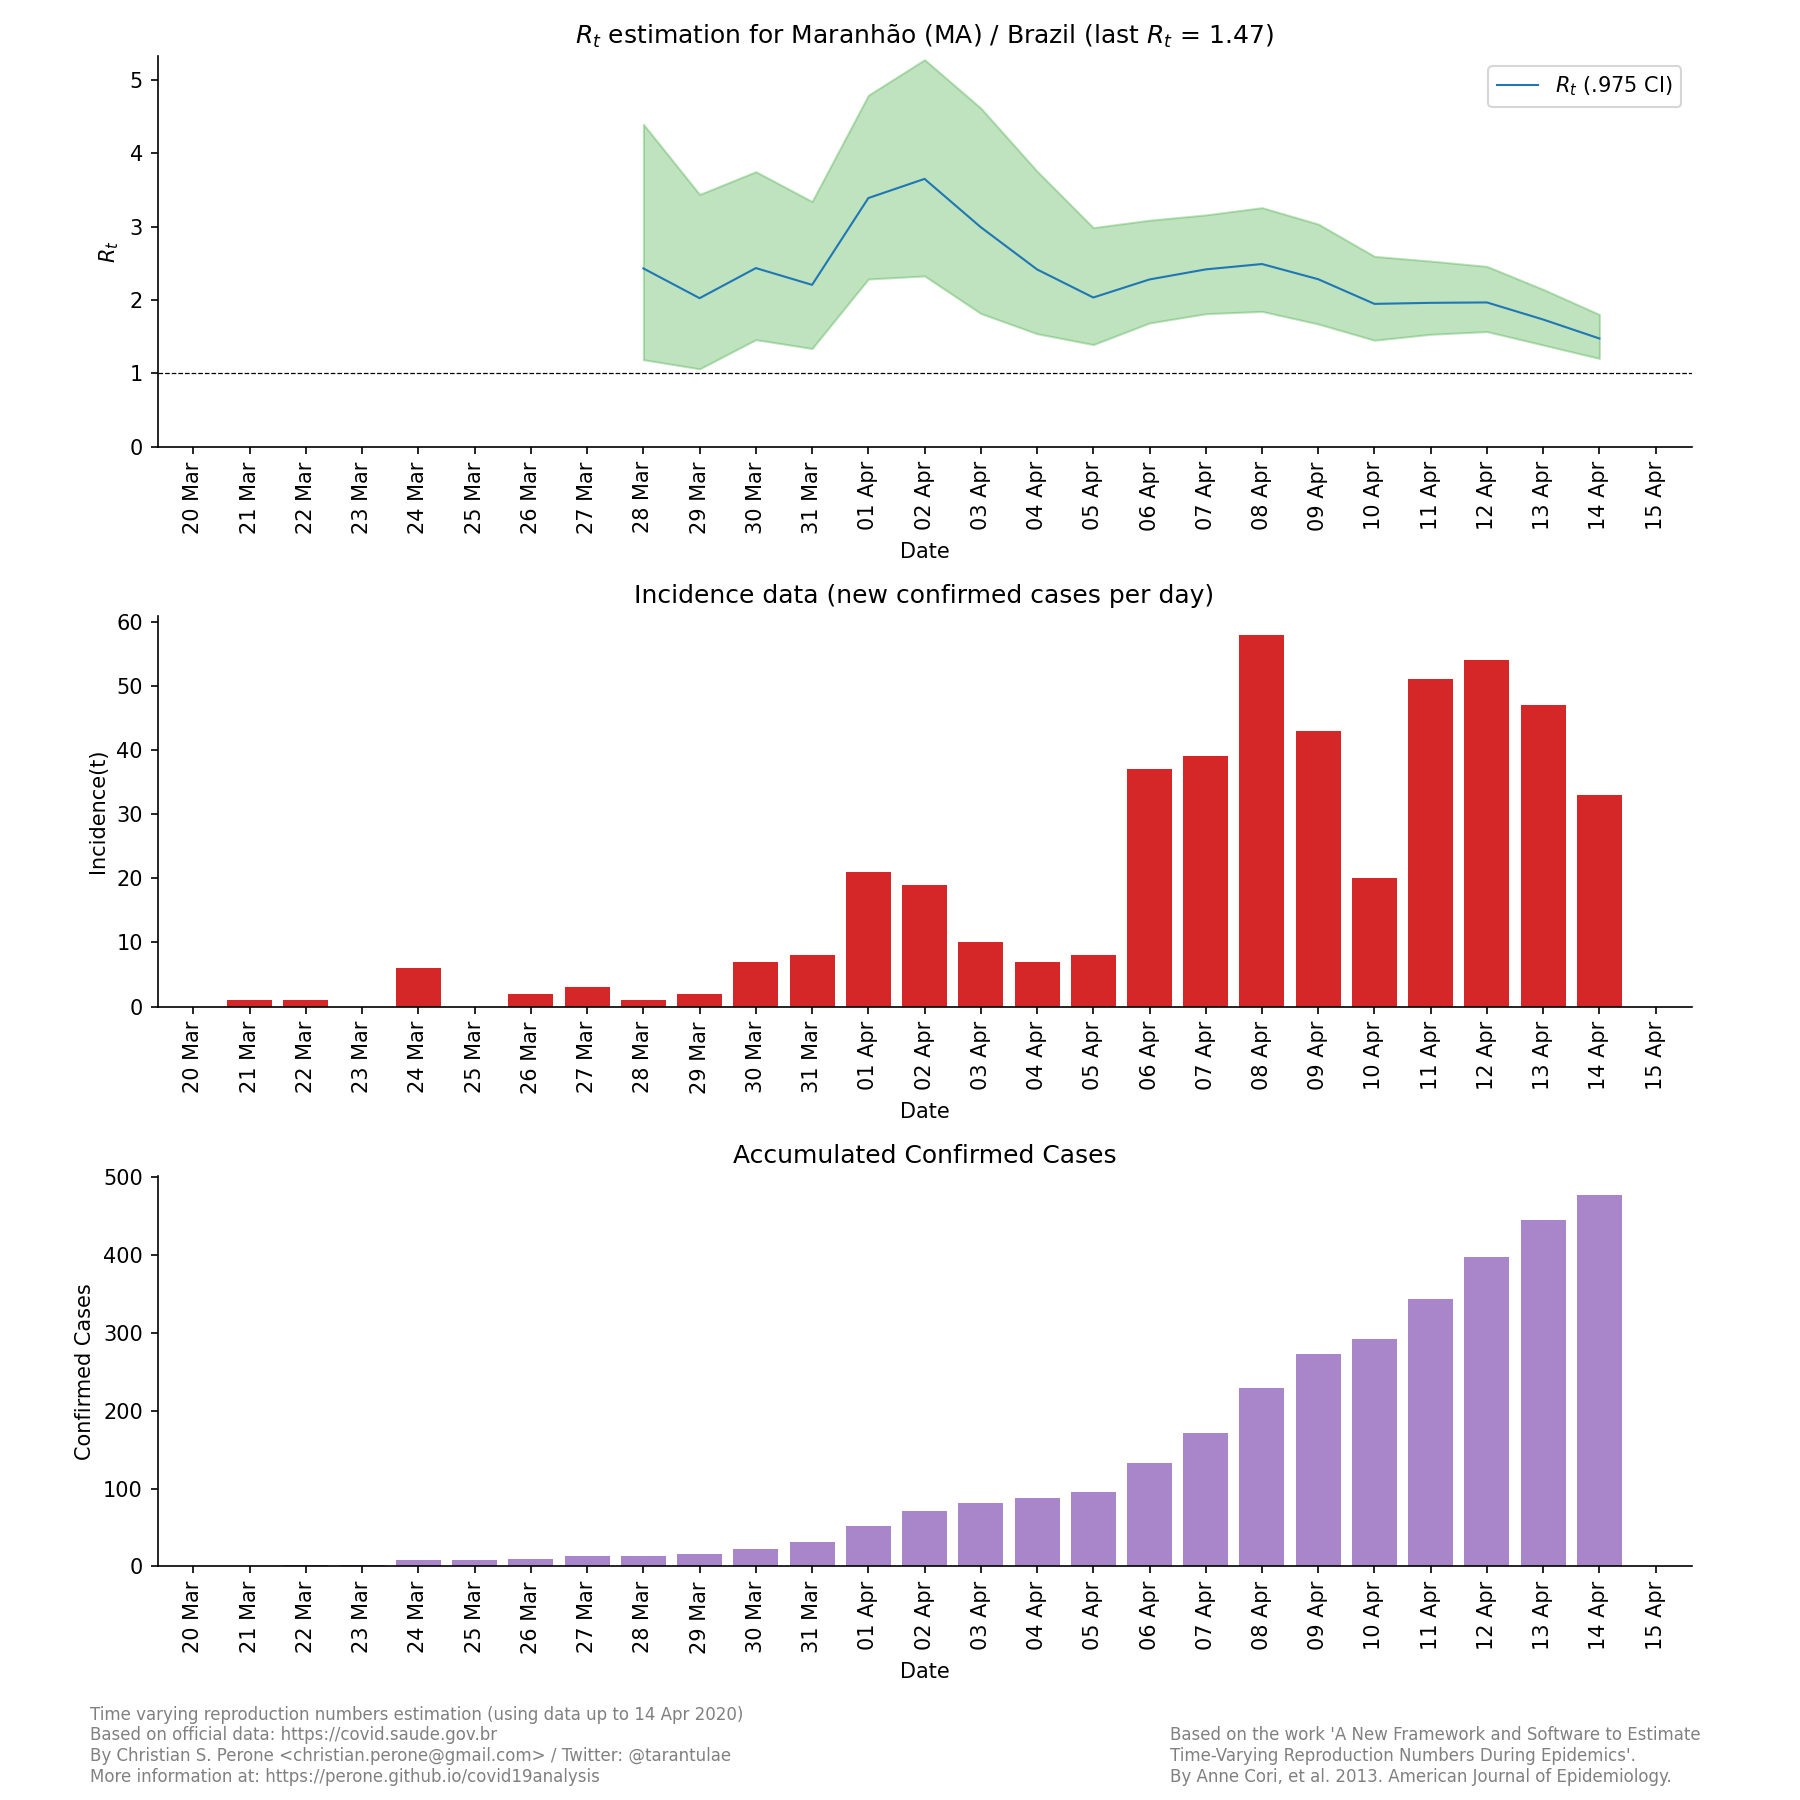 Rt estimation for Maranhão (MA) / Brazil (last Rt = 1.47)
Rt (.975 CI)
Rt
5
4
3
2
1
0
20 Mar
21 Mar
22 Mar
23 Mar
24 Mar
25 Mar
26 Mar
27 Mar
28 Mar
29 Mar
30 Mar
31 Mar
01 Apr
02 Apr
03 Apr
04 Apr
05 Apr
06 Apr
07 Apr
08 Apr
09 Apr
10 Apr
11 Apr
12 Apr
13 Apr
14 Apr
15 Apr
Date
Incidence data (new confirmed cases per day)
Incidence(t)
60
50
40
30
20
10
0
20 Mar
21 Mar
22 Mar
23 Mar
24 Mar
25 Mar
26 Mar
27 Mar
28 Mar
29 Mar
30 Mar
31 Mar
01 Apr
02 Apr
03 Apr
04 Apr
05 Apr
06 Apr
07 Apr
08 Apr
09 Apr
10 Apr
11 Apr
12 Apr
13 Apr
14 Apr
15 Apr
Date
Accumulated Confirmed Cases
Confirmed Cases
500
400
300
200
100
0
20 Mar
21 Mar
22 Mar
23 Mar
24 Mar
25 Mar
26 Mar
27 Mar
28 Mar
29 Mar
30 Mar
31 Mar
01 Apr
02 Apr
03 Apr
04 Apr
05 Apr
06 Apr
07 Apr
08 Apr
09 Apr
10 Apr
11 Apr
12 Apr
13 Apr
14 Apr
15 Apr
Date
Time varying reproduction numbers estimation (using data up to 14 Apr 2020)
Based on official data: https://covid.saude.gov.br
By Christian S. Perone <christian.perone@gmail.com> / Twitter: @tarantulae
More information at: https://perone.github.io/covid19analysis
Based on the work 'A New Framework and Software to Estimate
Time-Varying Reproduction Numbers During Epidemics'.
By Anne Cori, et al. 2013. American Journal of Epidemiology.